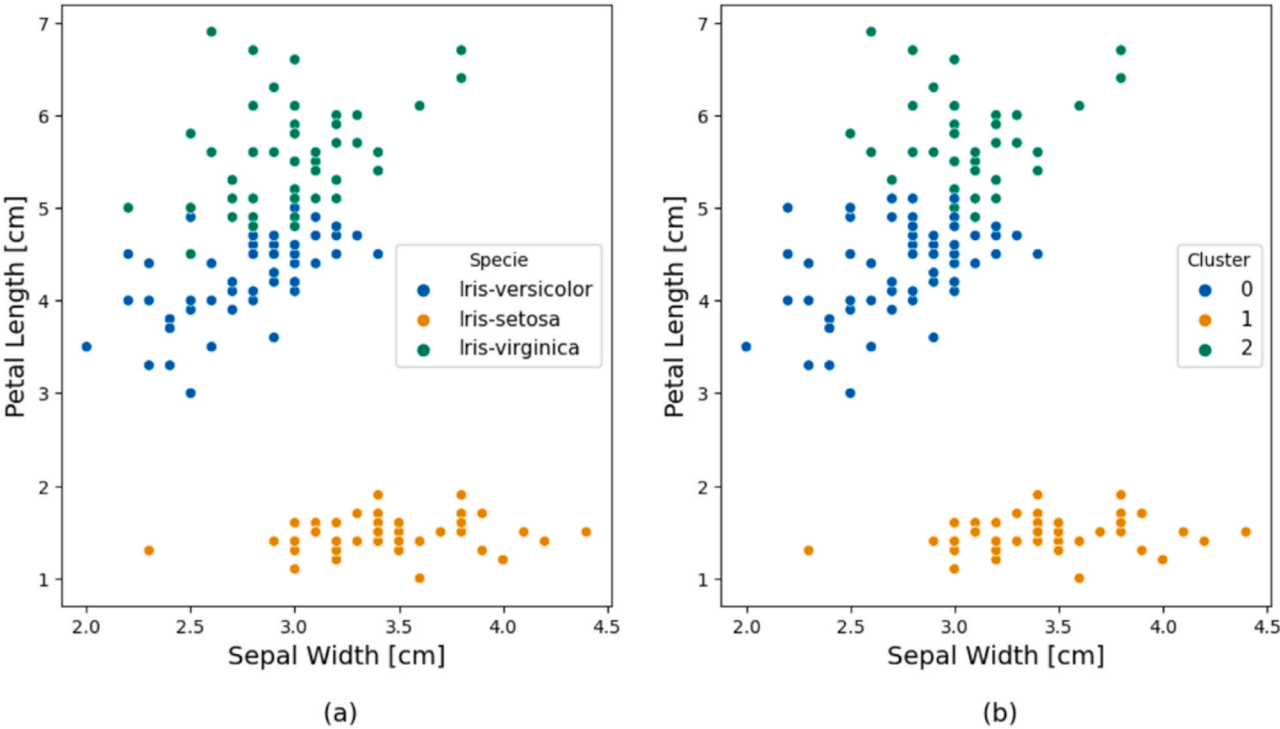 7
6
5
4
3
2
1
Petal Length [cm]
2.0 2.5 3.0 3.5 4.0 4.5
Sepal Width [cm]
Specie
Iris-versicolor
Iris-setosa
Iris-virginica
(a)
7
6
5
4
3
2
1
Petal Length [cm]
2.0 2.5 3.0 3.5 4.0 4.5
Sepal Width [cm]
Cluster
0
1
2
(b)